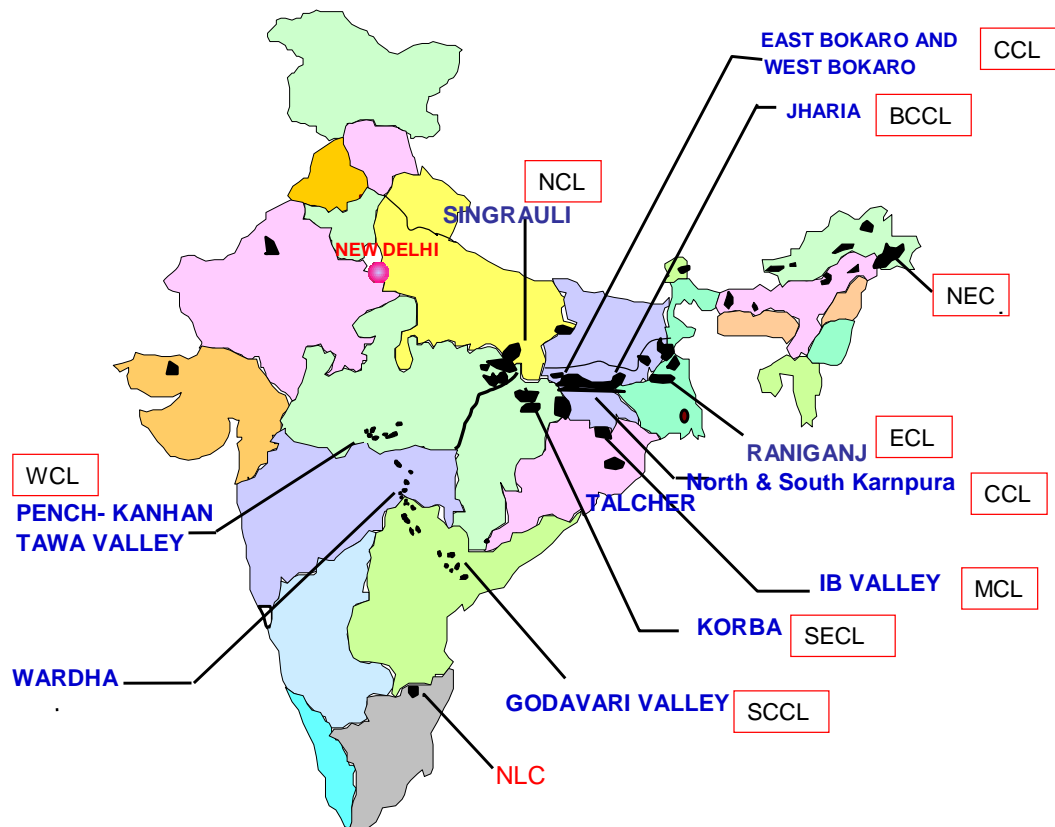 EAST BOKARO AND
WEST BOKARO
CCL
JHARIA
BCCL
NCL
SINGRAULI
NEW DELHI
NEC
.
RANIGANJ
ECL
North & South Karnpura
CCL
WCL
PENCH- KANHAN
TAWA VALLEY
TALCHER
IB VALLEY
MCL
KORBA
SECL
WARDHA
.
GODAVARI VALLEY
SCCL
NLC